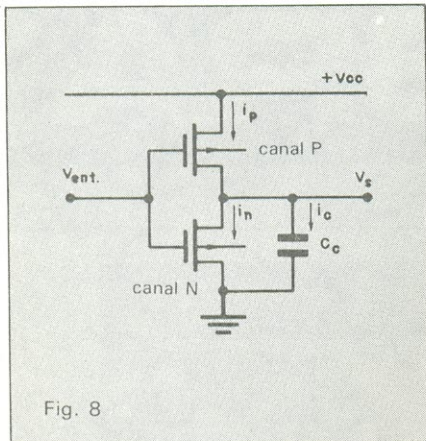 +Vcc
ip
canal P
Vent.
Vs
in
ic
Cc
canal N
Fig. 8